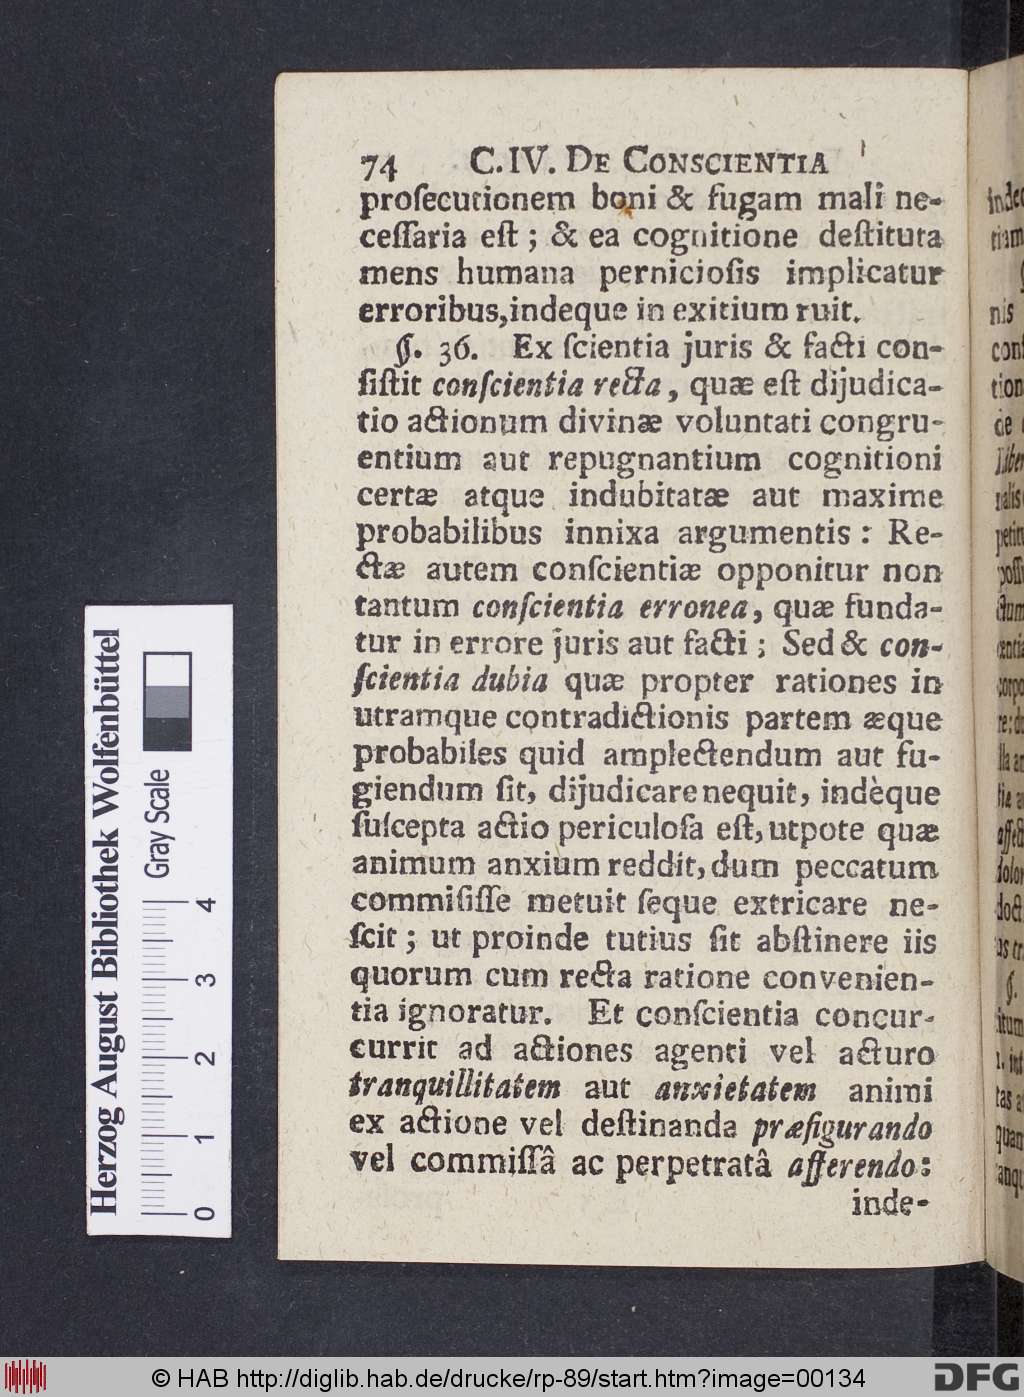 74 C. IV. DE CONSCIENTIA
proſecutionem boni & fugam mali ne-
ceſſaria eſt; & ea cognitione deſtituta
mens humana pernicioſis implicatur
erroribus, indeque in exitium ruit.
§. 36. Ex ſcientia juris & facti con-
ſiſtit conſcientia recta, quæ eſt dijudica-
tio actionum divinæ voluntati congru-
entium aut repugnantium cognitioni
certæ atque indubitatæ aut maxime
probabilibus innixa argumentis: Re-
ctæ autem conſcientiæ opponitur non
tantum conſcientia erronea, quæ funda-
tur in errore juris aut facti; Sed & con-
ſcientia dubia quæ propter rationes in
utramque contradictionis partem æque
probabiles quid amplectendum aut fu-
giendum ſit, dijudicare nequit, indèque
ſuſcepta actio periculoſa eſt, utpote quæ
animum anxium reddit, dum peccatum
commiſiſſe metuit ſeque extricare ne-
ſcit; ut proinde tutius ſit abſtinere iis
quorum cum recta ratione convenien-
tia ignoratur. Et conſcientia concur-
currit ad actiones agenti vel acturo
tranquillitatem aut anxietatem animi
ex actione vel deſtinanda præfigurando
vel commiſſâ ac perpetratâ afferendo:
inde-
Herzog August Bibliothek Wolfenbüttel
Gray Scale
0 1 2 3 4
© HAB http://diglib.hab.de/drucke/rp-89/start.htm?image=00134
DFG